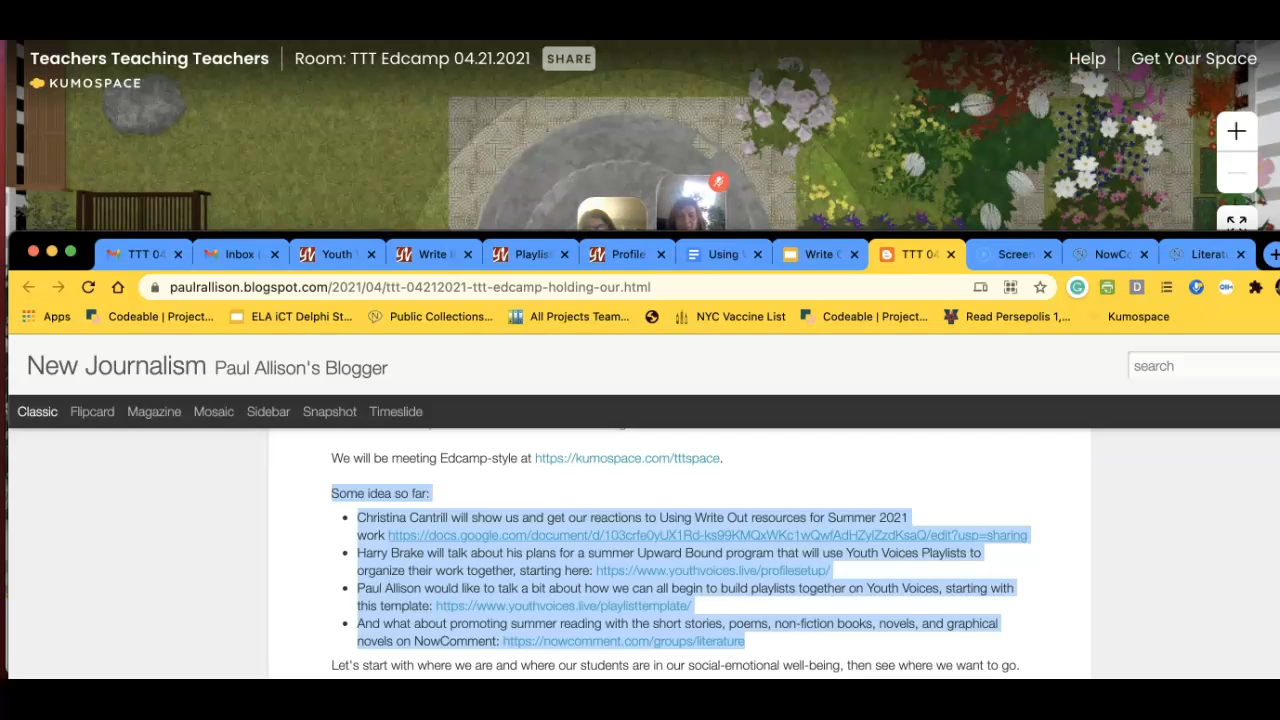 Teachers Teaching Teachers
Room: TTT Edcamp 04.21.2021
SHARE
Help
Get Your Space
KUMOSPACE
TTT 04
Inbox (
Youth
Write
Playlis
Profile
Using
Write
TTT 04
Screen
NowCo
Literat
paulrallison.blogspot.com/2021/04/ttt-04212021-ttt-edcamp-holding-our.html
Apps
Codeable | Project...
ELA iCT Delphi St...
Public Collections...
All Projects Team...
NYC Vaccine List
Codeable | Project...
Read Persepolis 1,...
Kumospace
New Journalism Paul Allison's Blogger
search
Classic Flipcard Magazine Mosaic Sidebar Snapshot Timeslide
We will be meeting Edcamp-style at https://kumospace.com/tttspace.
Some idea so far:
• Christina Cantrill will show us and get our reactions to Using Write Out resources for Summer 2021
work https://docs.google.com/document/d/103crfe0yUX1Rd-ks99KMQxWKc1wQwfAdHZylZzdKsaQ/edit?usp=sharing
• Harry Brake will talk about his plans for a summer Upward Bound program that will use Youth Voices Playlists to
organize their work together, starting here: https://www.youthvoices.live/profilesetup/
• Paul Allison would like to talk a bit about how we can all begin to build playlists together on Youth Voices, starting with
this template: https://www.youthvoices.live/playlisttemplate/
• And what about promoting summer reading with the short stories, poems, non-fiction books, novels, and graphical
novels on NowComment: https://nowcomment.com/groups/literature
Let's start with where we are and where our students are in our social-emotional well-being, then see where we want to go.